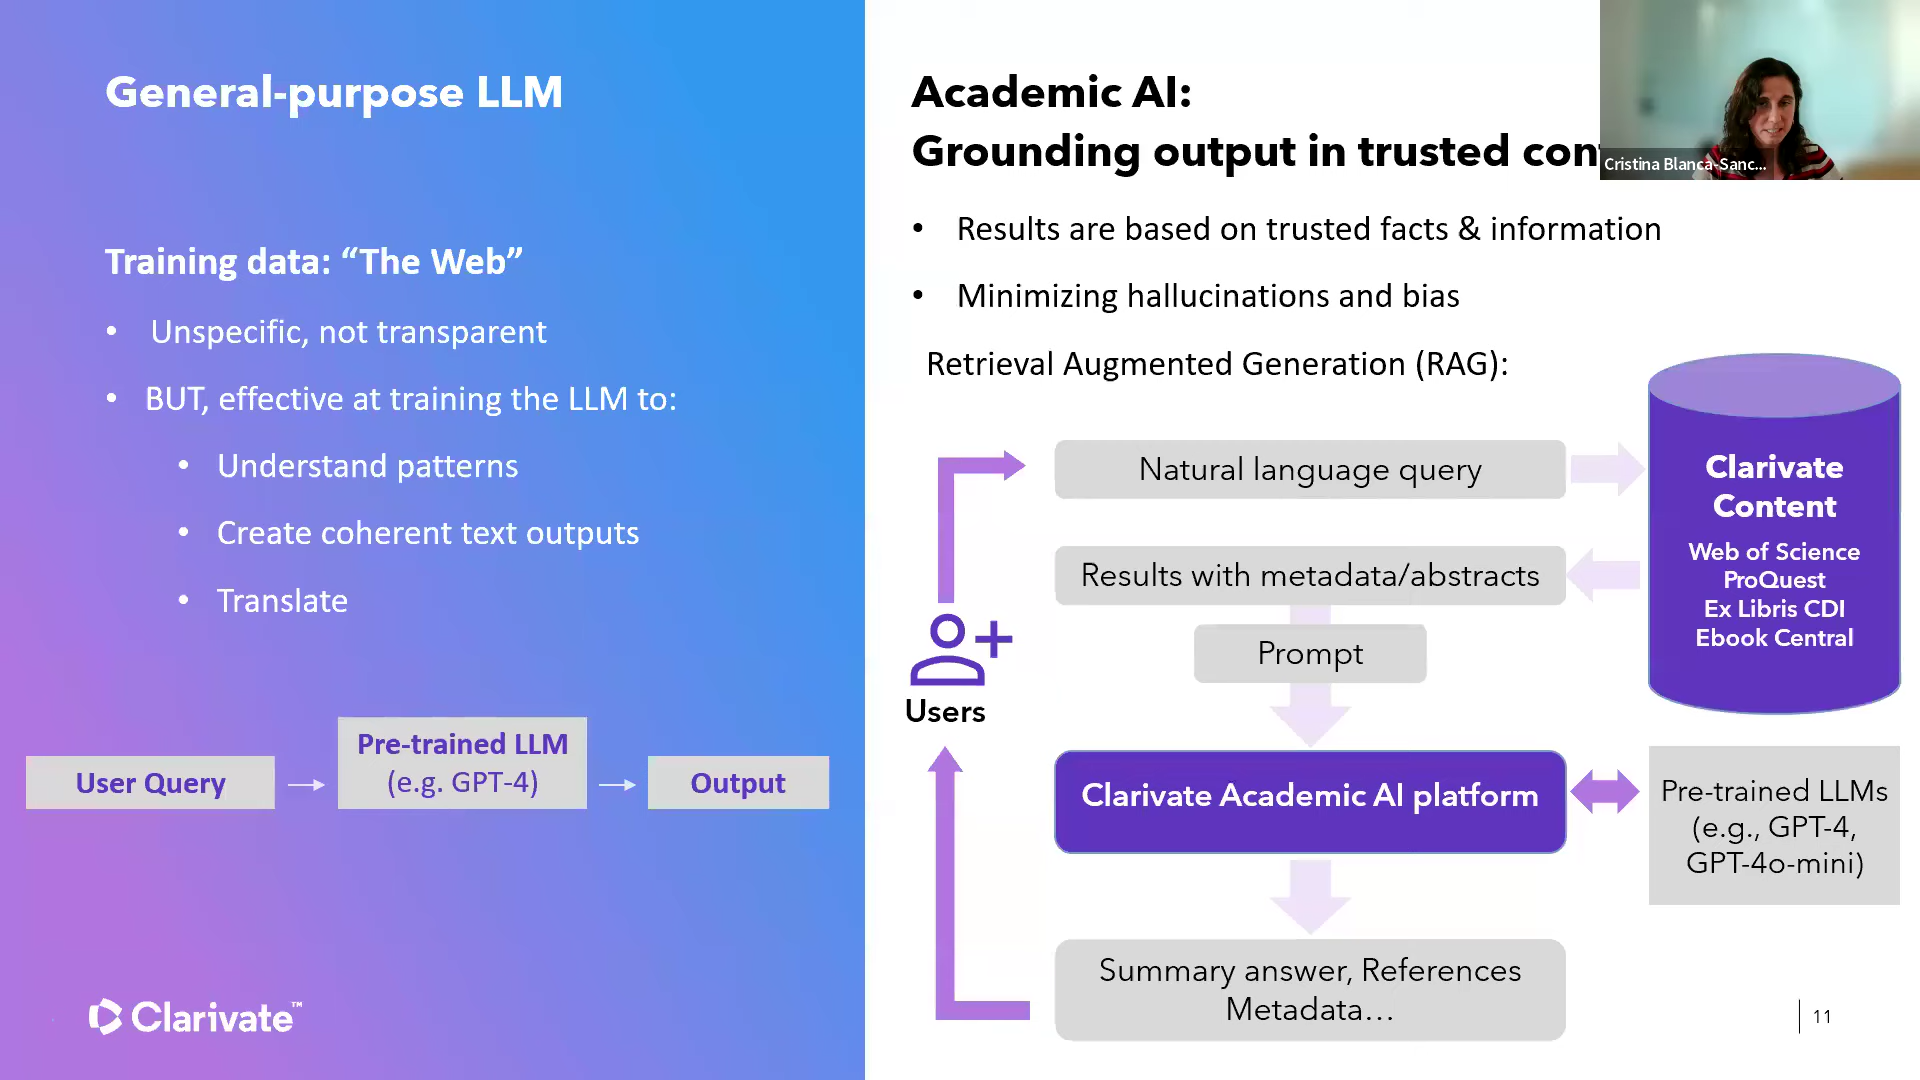 General-purpose LLM
Training data: “The Web”
• Unspecific, not transparent
• BUT, effective at training the LLM to:
• Understand patterns
• Create coherent text outputs
• Translate
User Query
Pre-trained LLM
(e.g. GPT-4)
Output
Clarivate™
Academic AI:
Grounding output in trusted
Cristina Blanca-Sanc...
• Results are based on trusted facts & information
• Minimizing hallucinations and bias
Retrieval Augmented Generation (RAG):
Natural language query
Results with metadata/abstracts
Prompt
Users
Clarivate
Content
Web of Science
ProQuest
Ex Libris CDI
Ebook Central
Clarivate Academic AI platform
Pre-trained LLMs
(e.g., GPT-4,
GPT-4o-mini)
Summary answer, References
Metadata...
11